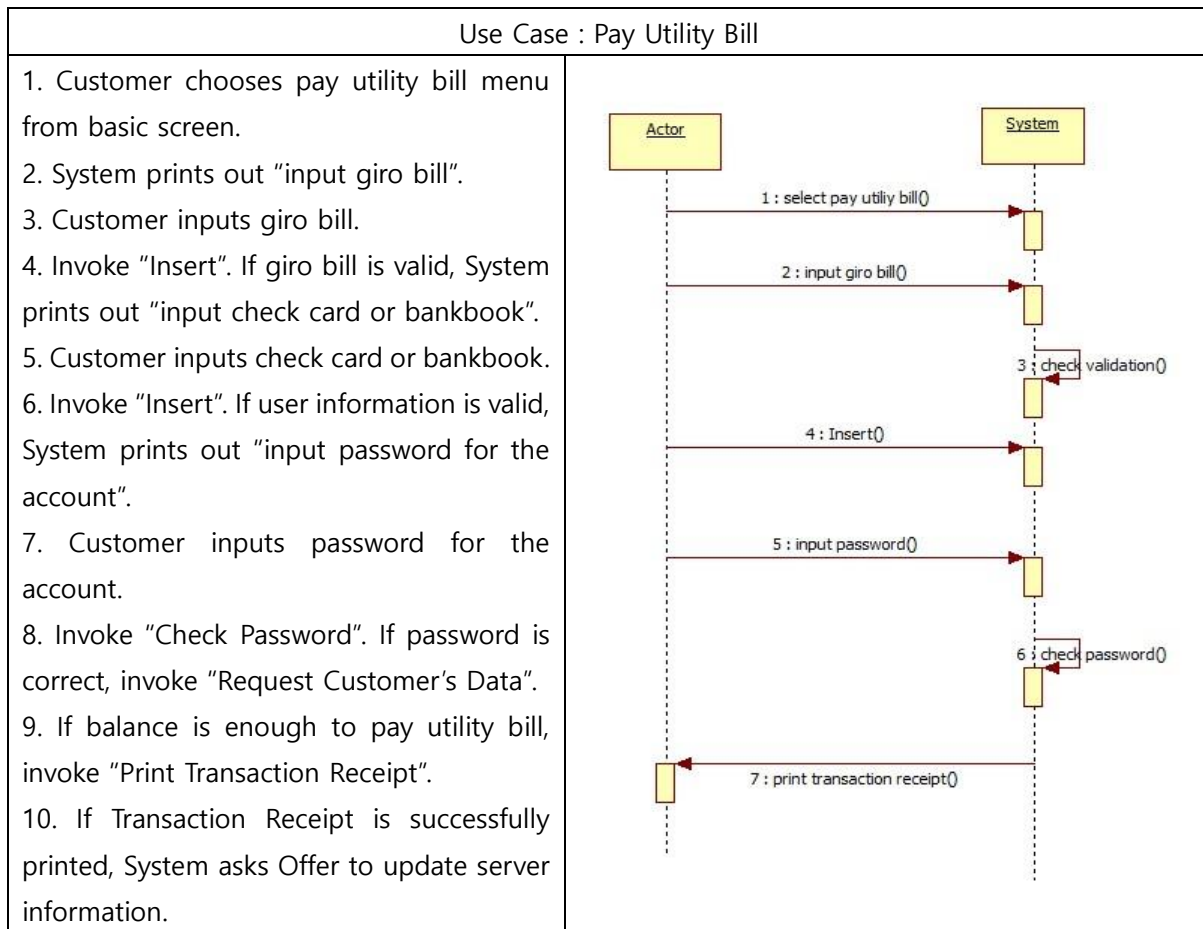 Use Case : Pay Utility Bill
1. Customer chooses pay utility bill menu
from basic screen.
2. System prints out "input giro bill".
3. Customer inputs giro bill.
4. Invoke "Insert". If giro bill is valid, System
prints out "input check card or bankbook".
5. Customer inputs check card or bankbook.
6. Invoke "Insert". If user information is valid,
System prints out "input password for the
account".
7. Customer inputs password for the
account.
8. Invoke "Check Password". If password is
correct, invoke "Request Customer's Data".
9. If balance is enough to pay utility bill,
invoke "Print Transaction Receipt".
10. If Transaction Receipt is successfully
printed, System asks Offer to update server
information.
Actor
System
1 : select pay utiliy bill()
2 : input giro bill()
3 : check validation()
4 : Insert()
5 : input password()
6 : check password()
7 : print transaction receipt()